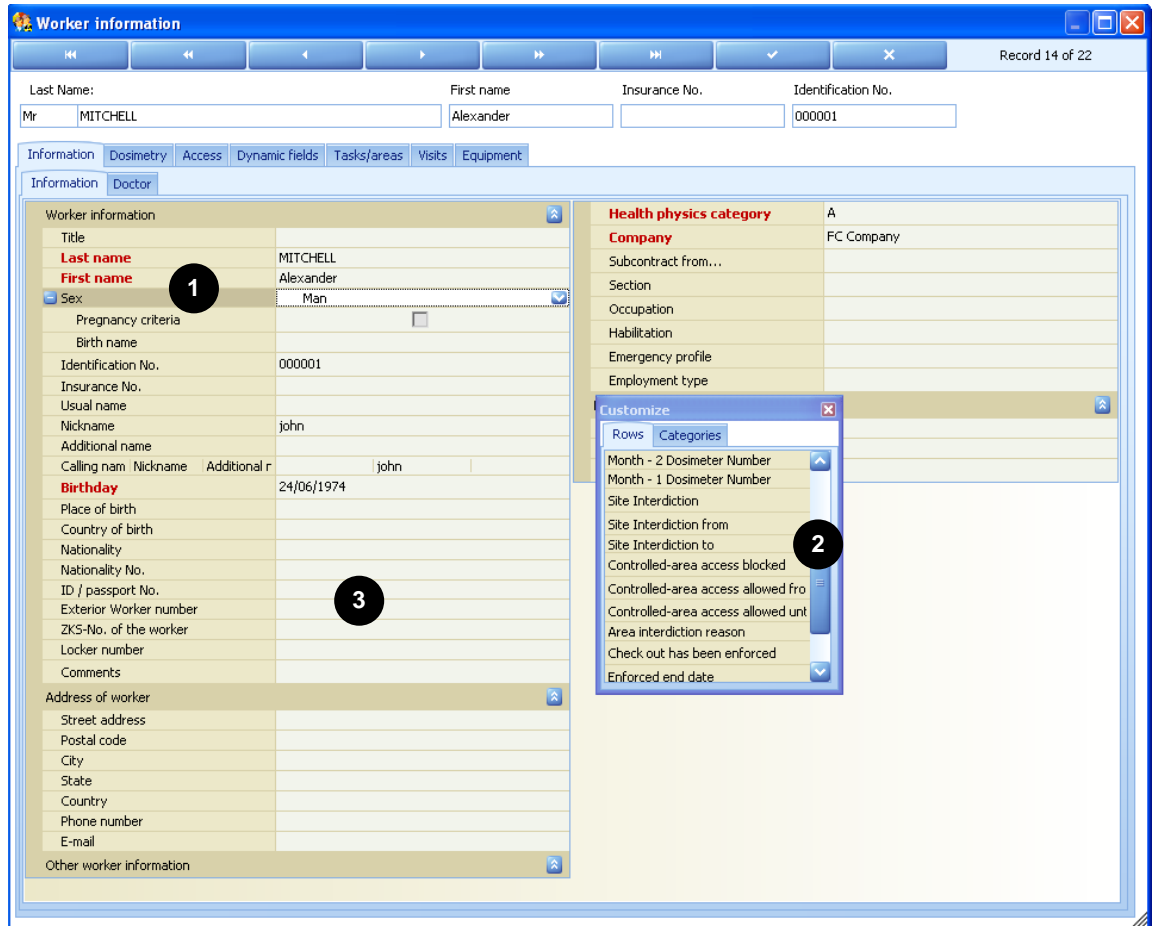 Worker information
Record 14 of 22
Last Name: First name Insurance No. Identification No.
Mr MITCHELL Alexander 000001
Information Dosimetry Access Dynamic fields Tasks/areas Visits Equipment
Information Doctor
Worker information
Title
Last name MITCHELL
First name Alexander
1
Sex Man
Pregnancy criteria
Birth name
Identification No. 000001
Insurance No.
Usual name
Nickname john
Additional name
Calling nam Nickname Additional r john
Birthday 24/06/1974
Place of birth
Country of birth
Nationality
Nationality No.
ID / passport No.
3
Exterior Worker number
ZKS-No. of the worker
Locker number
Comments
Address of worker
Street address
Postal code
City
State
Country
Phone number
E-mail
Other worker information
Health physics category A
Company FC Company
Subcontract from...
Section
Occupation
Habilitation
Emergency profile
Employment type
Customize
Rows Categories
Month - 2 Dosimeter Number
Month - 1 Dosimeter Number
Site Interdiction
Site Interdiction from
Site Interdiction to
2
Controlled-area access blocked
Controlled-area access allowed fro
Controlled-area access allowed unt
Area interdiction reason
Check out has been enforced
Enforced end date